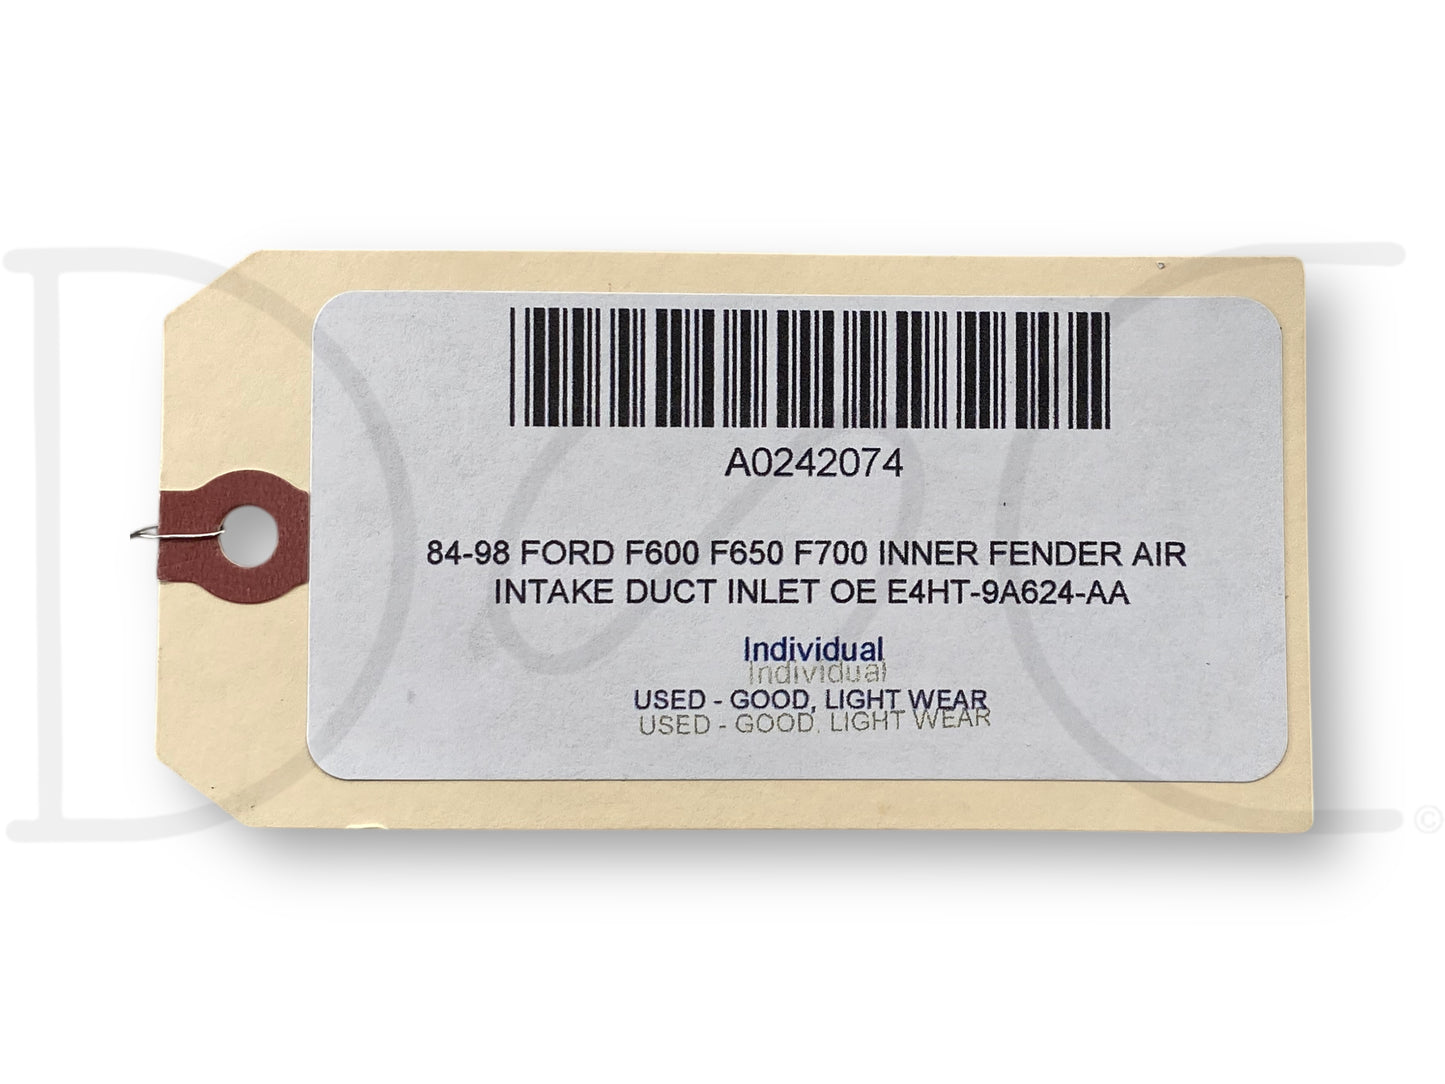 A0242074
84-98 FORD F600 F650 F700 INNER FENDER AIR
INTAKE DUCT INLET OE E4HT-9A624-AA
Individual
Individual
USED - GOOD, LIGHT WEAR
USED - GOOD, LIGHT WEAR
D C
©